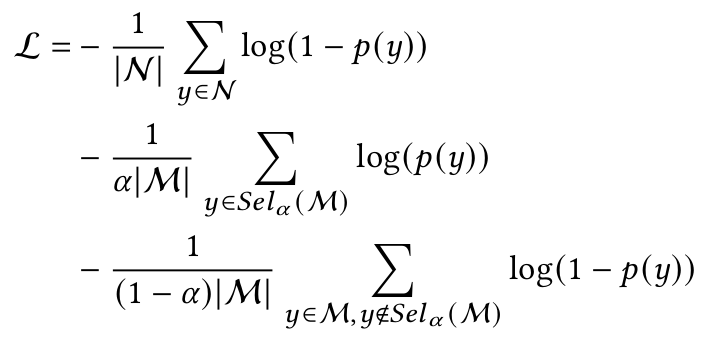 ℒ = − 1/|𝒩| ∑_{y∈𝒩} log(1 − p(y))
− 1/(α|ℳ|) ∑_{y∈Sel_α(ℳ)} log(p(y))
− 1/((1 − α)|ℳ|) ∑_{y∈ℳ, y∉Sel_α(ℳ)} log(1 − p(y))